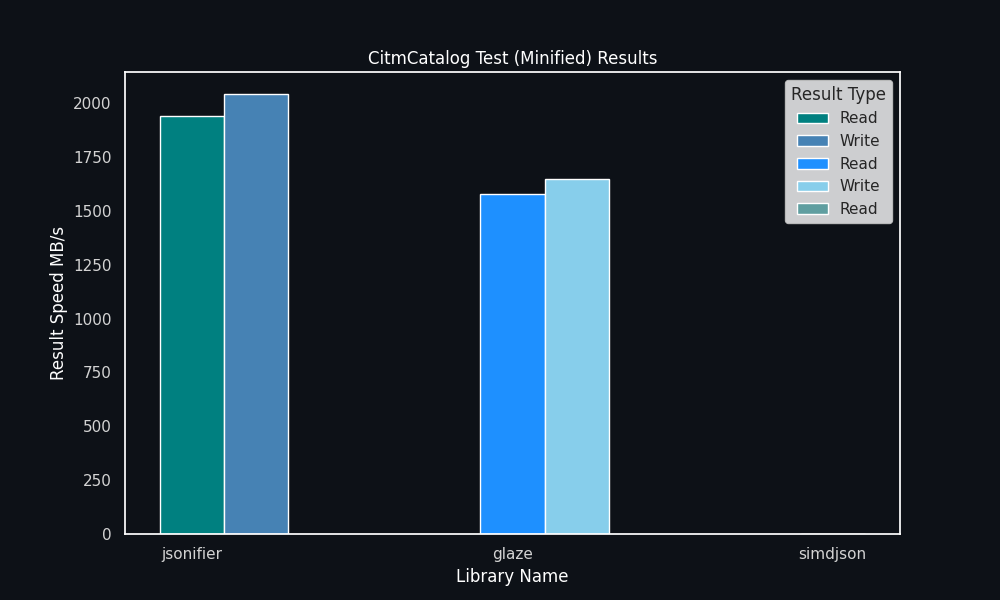 CitmCatalog Test (Minified) Results
Result Speed MB/s
2000
1750
1500
1250
1000
750
500
250
0
Result Type
Read
Write
Read
Write
Read
jsonifier
glaze
simdjson
Library Name